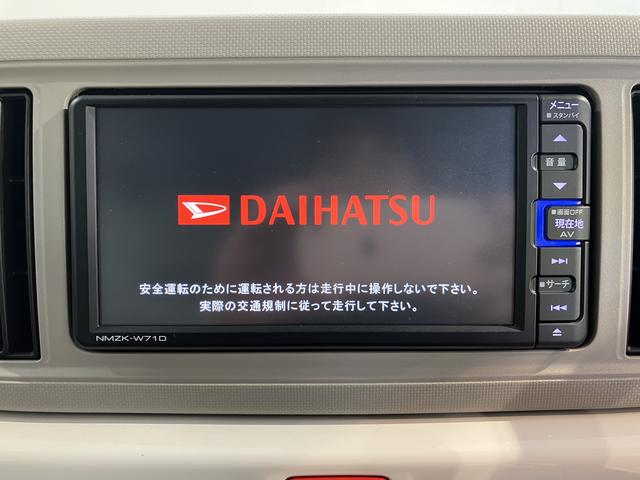 DAIHATSU
安全運転のために運転される方は走行中に操作しないで下さい。
実際の交通規制に従って走行して下さい。
NMZK-W71D
メニュー
スタンバイ
音量
画面OFF
現在地
AV
サーチ